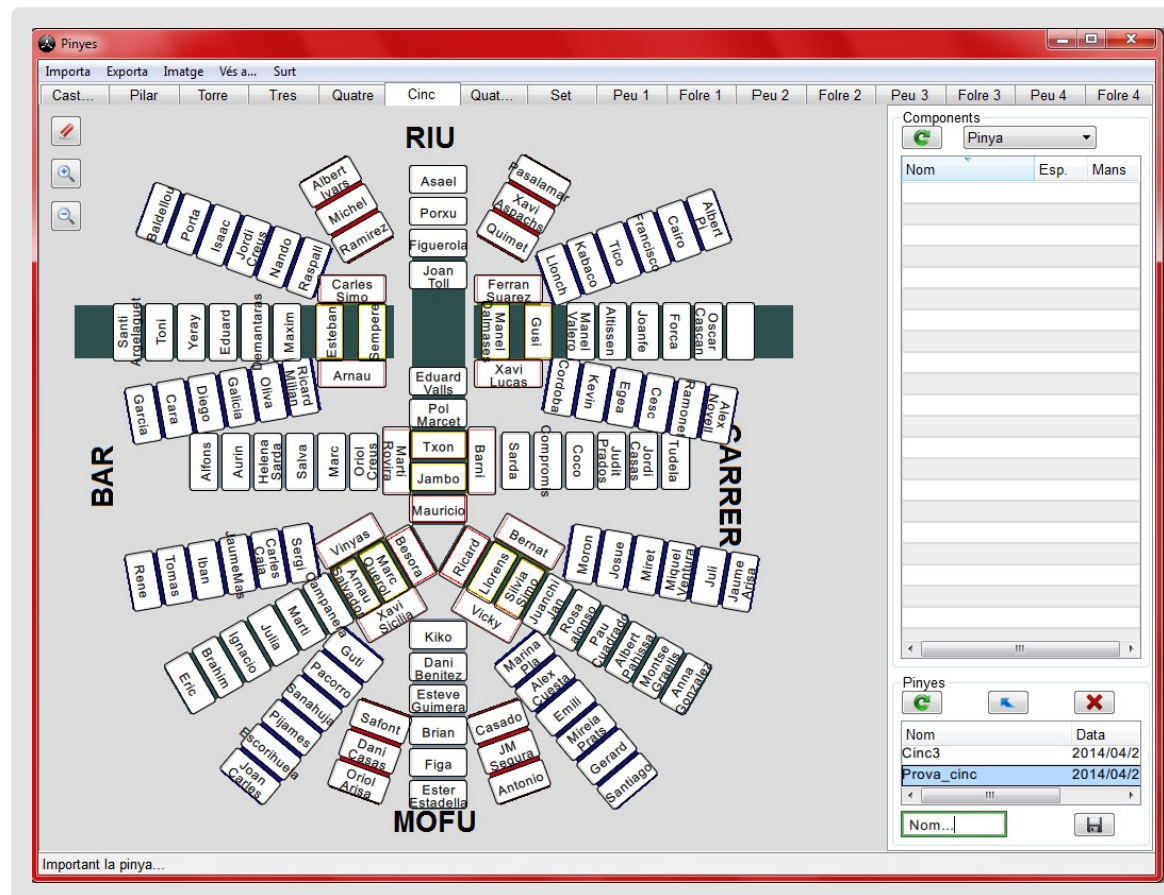 Pinyes
Importa Exporta Imatge Vés a... Surt
Cast... Pilar Torre Tres Quatre Cinc Quat... Set Peu 1 Folre 1 Peu 2 Folre 2 Peu 3 Folre 3 Peu 4 Folre 4
RIU
Albert
Ivars
Michel
Ramirez
Asael
Porxu
Figuerola
Joan
Toll
Pasalamar
Xavi
Aspachs
Quimet
Baldellou
Porta
Isaac
Jordi
Creus
Nando
Raspall
Llonch
Kabaco
Tico
Francisco
Cairo
Albert
Pi
Carles
Simo
Ferran
Suarez
Santi
Argelaguet
Toni
Yeray
Eduard
Demantaras
Maxim
Esteban
Sempere
Manel
Dalmases
Gusi
Manel
Valero
Altissen
Joanfe
Forca
Oscar
Cascan
Arnau
Eduard
Valls
Xavi
Lucas
Garcia
Cara
Diego
Galicia
Oliva
Ricard
Milian
Pol
Marcet
Cordoba
Kevin
Egea
Cesc
Ramonet
Alex
Novell
BAR
Alfons
Aurin
Helena
Sarda
Salva
Marc
Oriol
Creus
Marti
Rovira
Txon
Jambo
Barni
Sarda
Compromis
Coco
Judit
Prados
Jordi
Casas
Tudela
CARRER
Mauricio
Rene
Tomas
Iban
JaumeMas
Carles
Caja
Sergi
Vinyas
Besora
Marc
Querol
Arnau
Salvador
Xavi
Sicilia
Campanera
Marti
Julia
Ignacio
Brahim
Eric
Ricard
Bernat
Llorens
Silvia
Simo
Vicky
Juanchi
Jan
Rosa
alonso
Pau
Cuadrado
Albert
Pahissa
Montse
Graells
Anna
Gonzalez
Moron
Josue
Miret
Miquel
Ventura
Juli
Jaume
Arisa
Guti
Pacorro
Sanahuja
Pijames
Escorihuela
Joan
Carles
Kiko
Dani
Benitez
Esteve
Guimera
Brian
Figa
Ester
Estadella
Marina
Pla
Alex
Cuesta
Emili
Mireia
Prats
Gerard
Santiago
Safont
Dani
Casas
Oriol
Arisa
Casado
JM
Segura
Antonio
MOFU
Components
Pinya
Nom Esp. Mans
Pinyes
Nom Data
Cinc3 2014/04/2
Prova_cinc 2014/04/2
Nom...
Important la pinya...